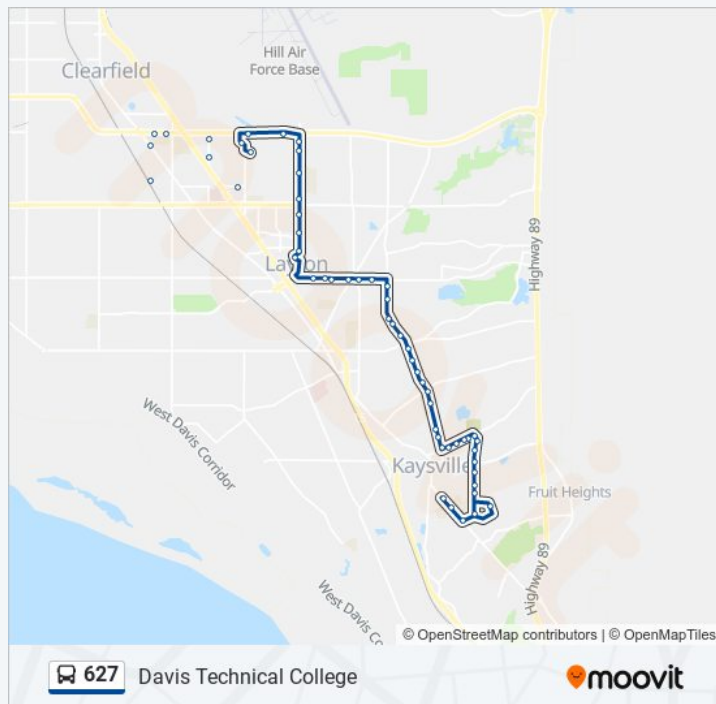 Hill Air
Force Base
Clearfield
Highway 89
Layton
West Davis Corridor
Kaysville
Fruit Heights
Highway 89
West Davis Co
© OpenStreetMap contributors | © OpenMapTiles
627 Davis Technical College
moovit